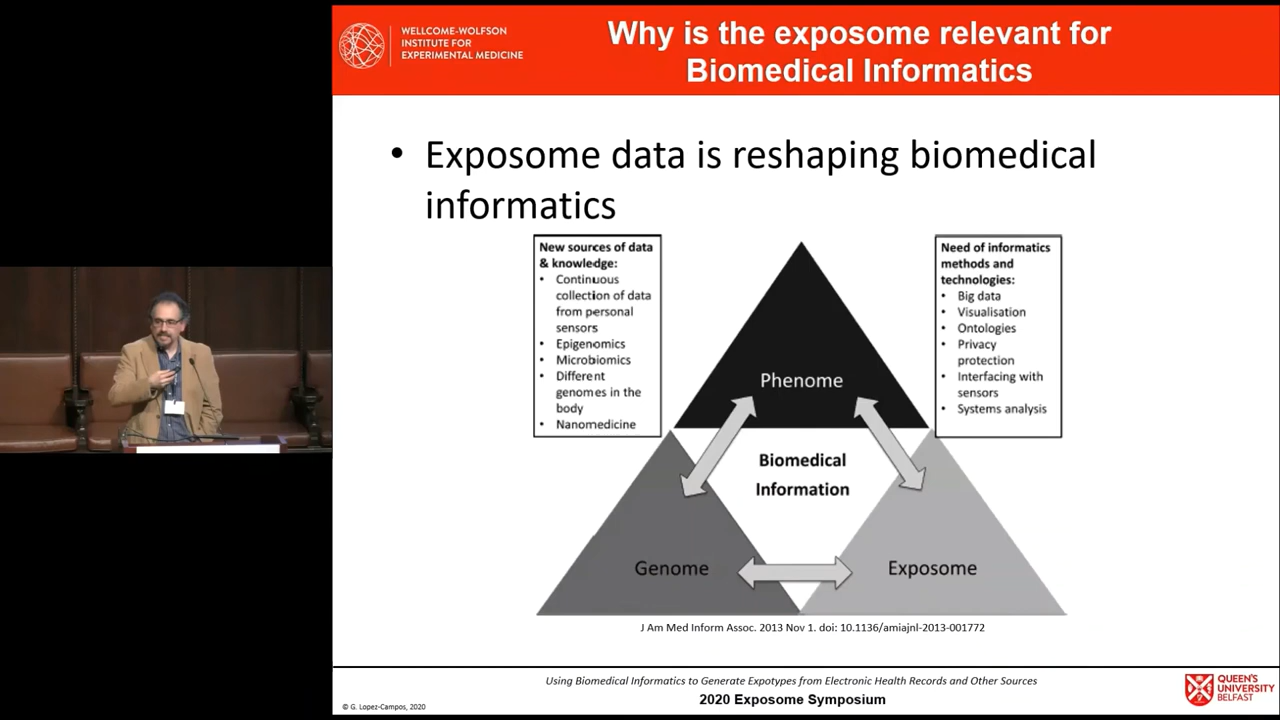 WELLCOME-WOLFSON
INSTITUTE FOR
EXPERIMENTAL MEDICINE
Why is the exposome relevant for
Biomedical Informatics
• Exposome data is reshaping biomedical
informatics
New sources of data
& knowledge:
• Continuous
collection of data
from personal
sensors
• Epigenomics
• Microbiomics
• Different
genomes in the
body
• Nanomedicine
Need of informatics
methods and
technologies:
• Big data
• Visualisation
• Ontologies
• Privacy
protection
• Interfacing with
sensors
• Systems analysis
Phenome
Biomedical
Information
Genome
Exposome
J Am Med Inform Assoc. 2013 Nov 1. doi: 10.1136/amiajnl-2013-001772
Using Biomedical Informatics to Generate Expotypes from Electronic Health Records and Other Sources
2020 Exposome Symposium
© G. Lopez-Campos, 2020
QUEEN'S
UNIVERSITY
BELFAST